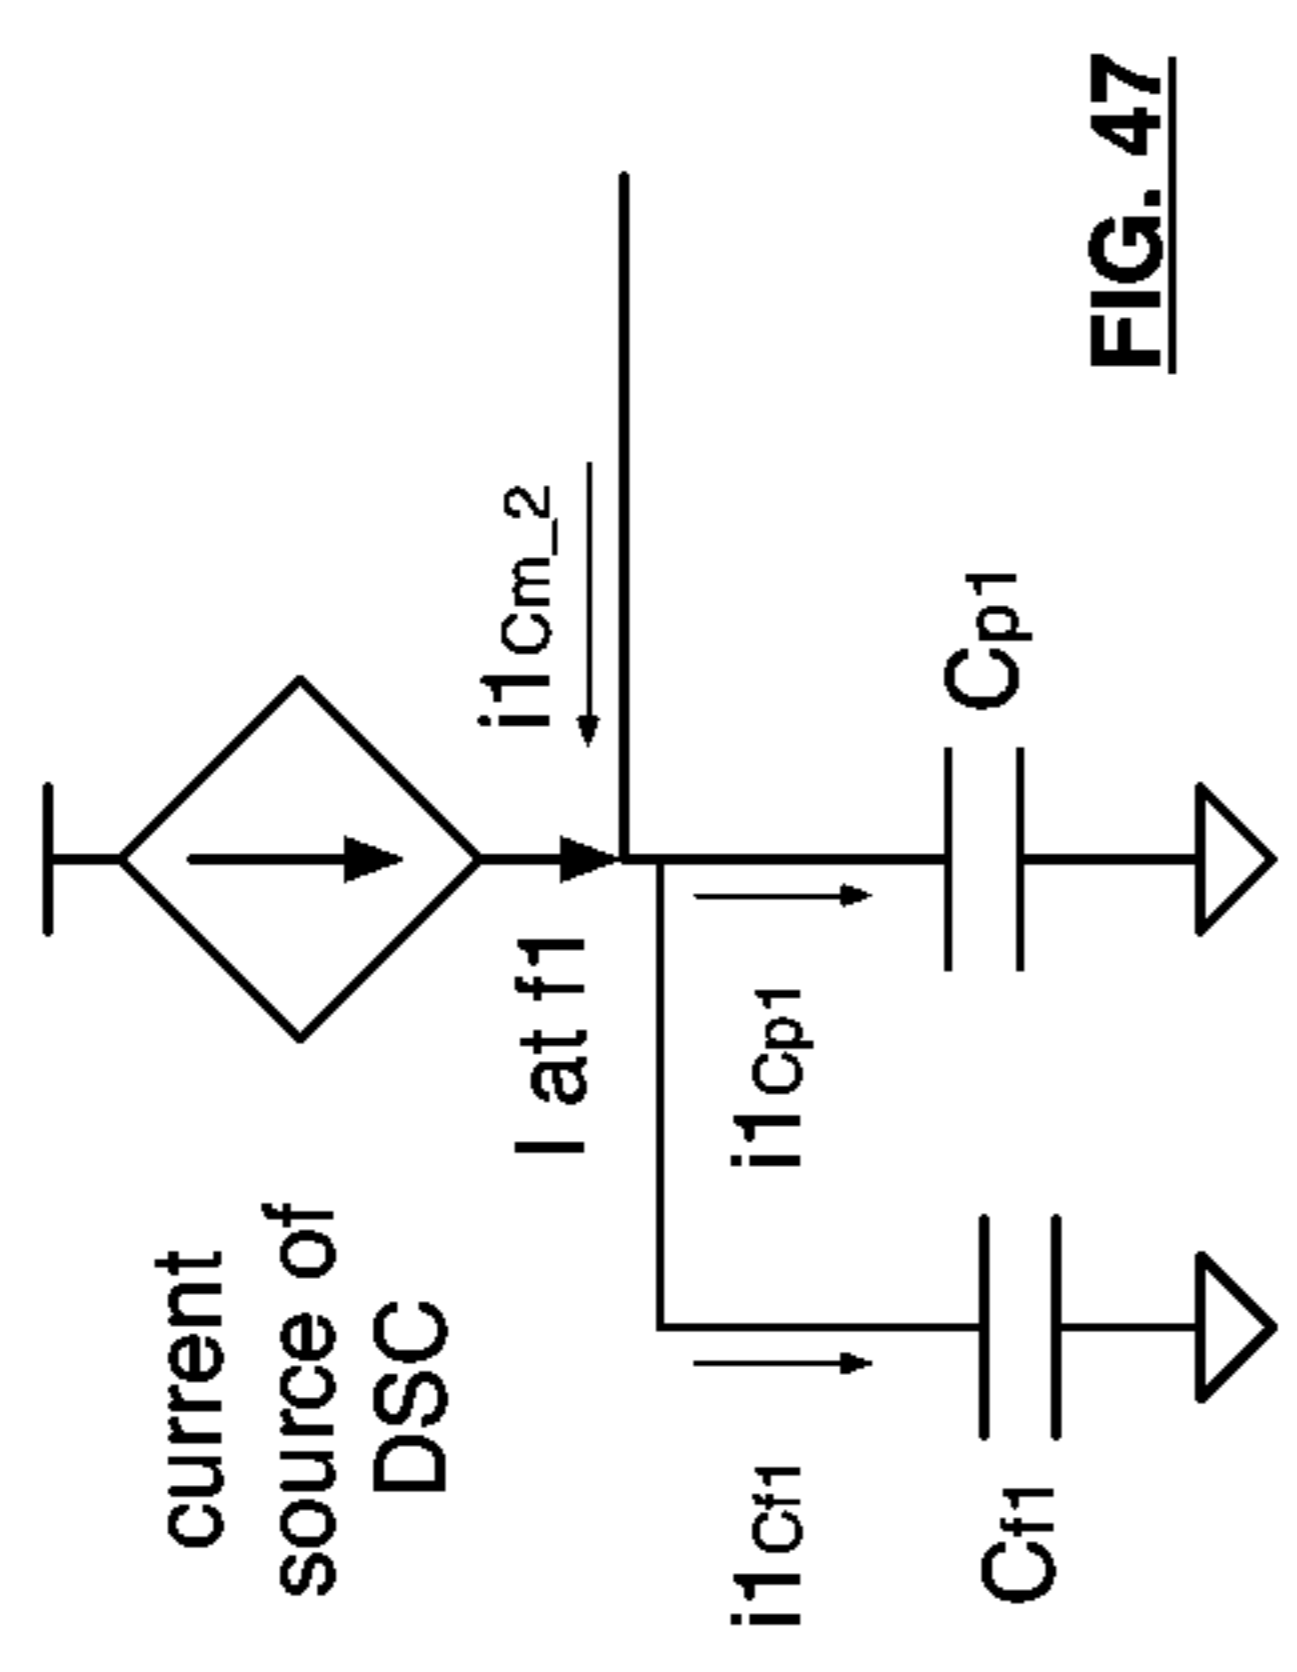 current
source of
DSC
I at f1
i1Cm_2
i1Cf1
i1Cp1
Cf1
Cp1
FIG. 47